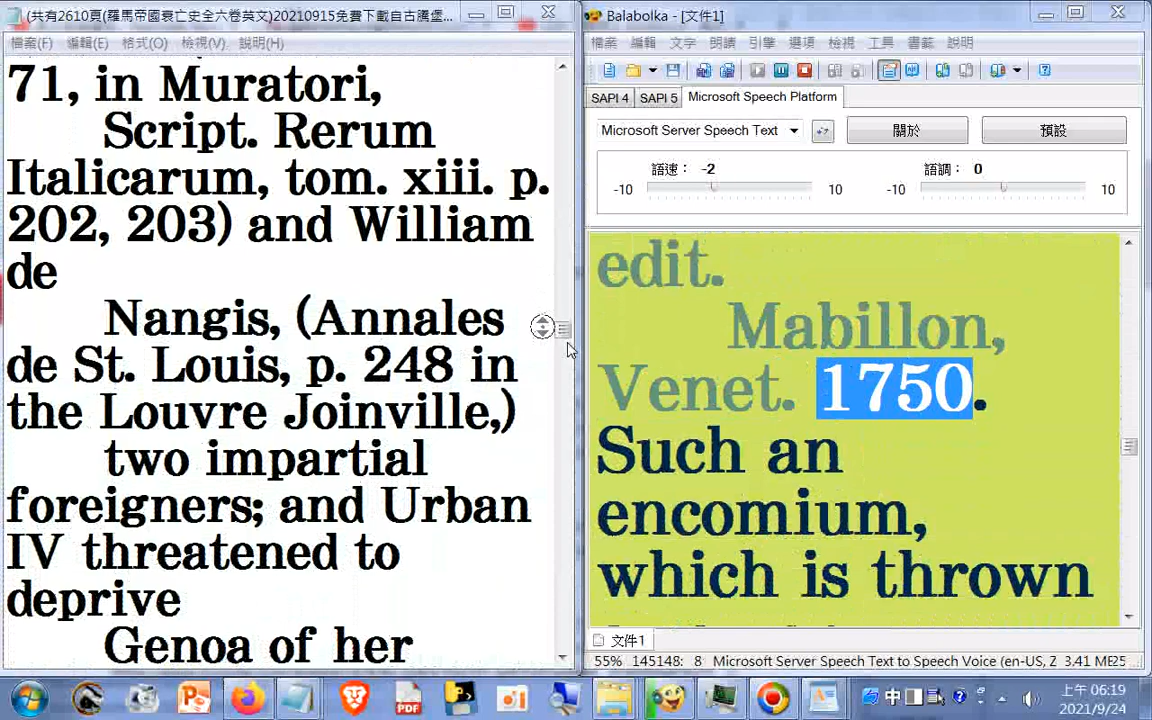 (共有2610頁(羅馬帝國衰亡史全六卷英文)20210915免費下載自古騰堡...
檔案(F) 編輯(E) 格式(O) 檢視(V) 說明(H)
71, in Muratori,
Script. Rerum
Italicarum, tom. xiii. p.
202, 203) and William
de
Nangis, (Annales
de St. Louis, p. 248 in
the Louvre Joinville,)
two impartial
foreigners; and Urban
IV threatened to
deprive
Genoa of her
Balabolka - [文件1]
檔案 編輯 文字 朗讀 引擎 選項 檢視 工具 書籤 說明
SAPI 4 SAPI 5 Microsoft Speech Platform
Microsoft Server Speech Text 關於 預設
語速： -2 語調： 0
-10 10 -10 10
edit.
Mabillon,
Venet. 1750.
Such an
encomium,
which is thrown
文件1
55% 145148: 8 Microsoft Server Speech Text to Speech Voice (en-US, Z 3.41 ME25
PDF
中
上午 06:19
2021/9/24